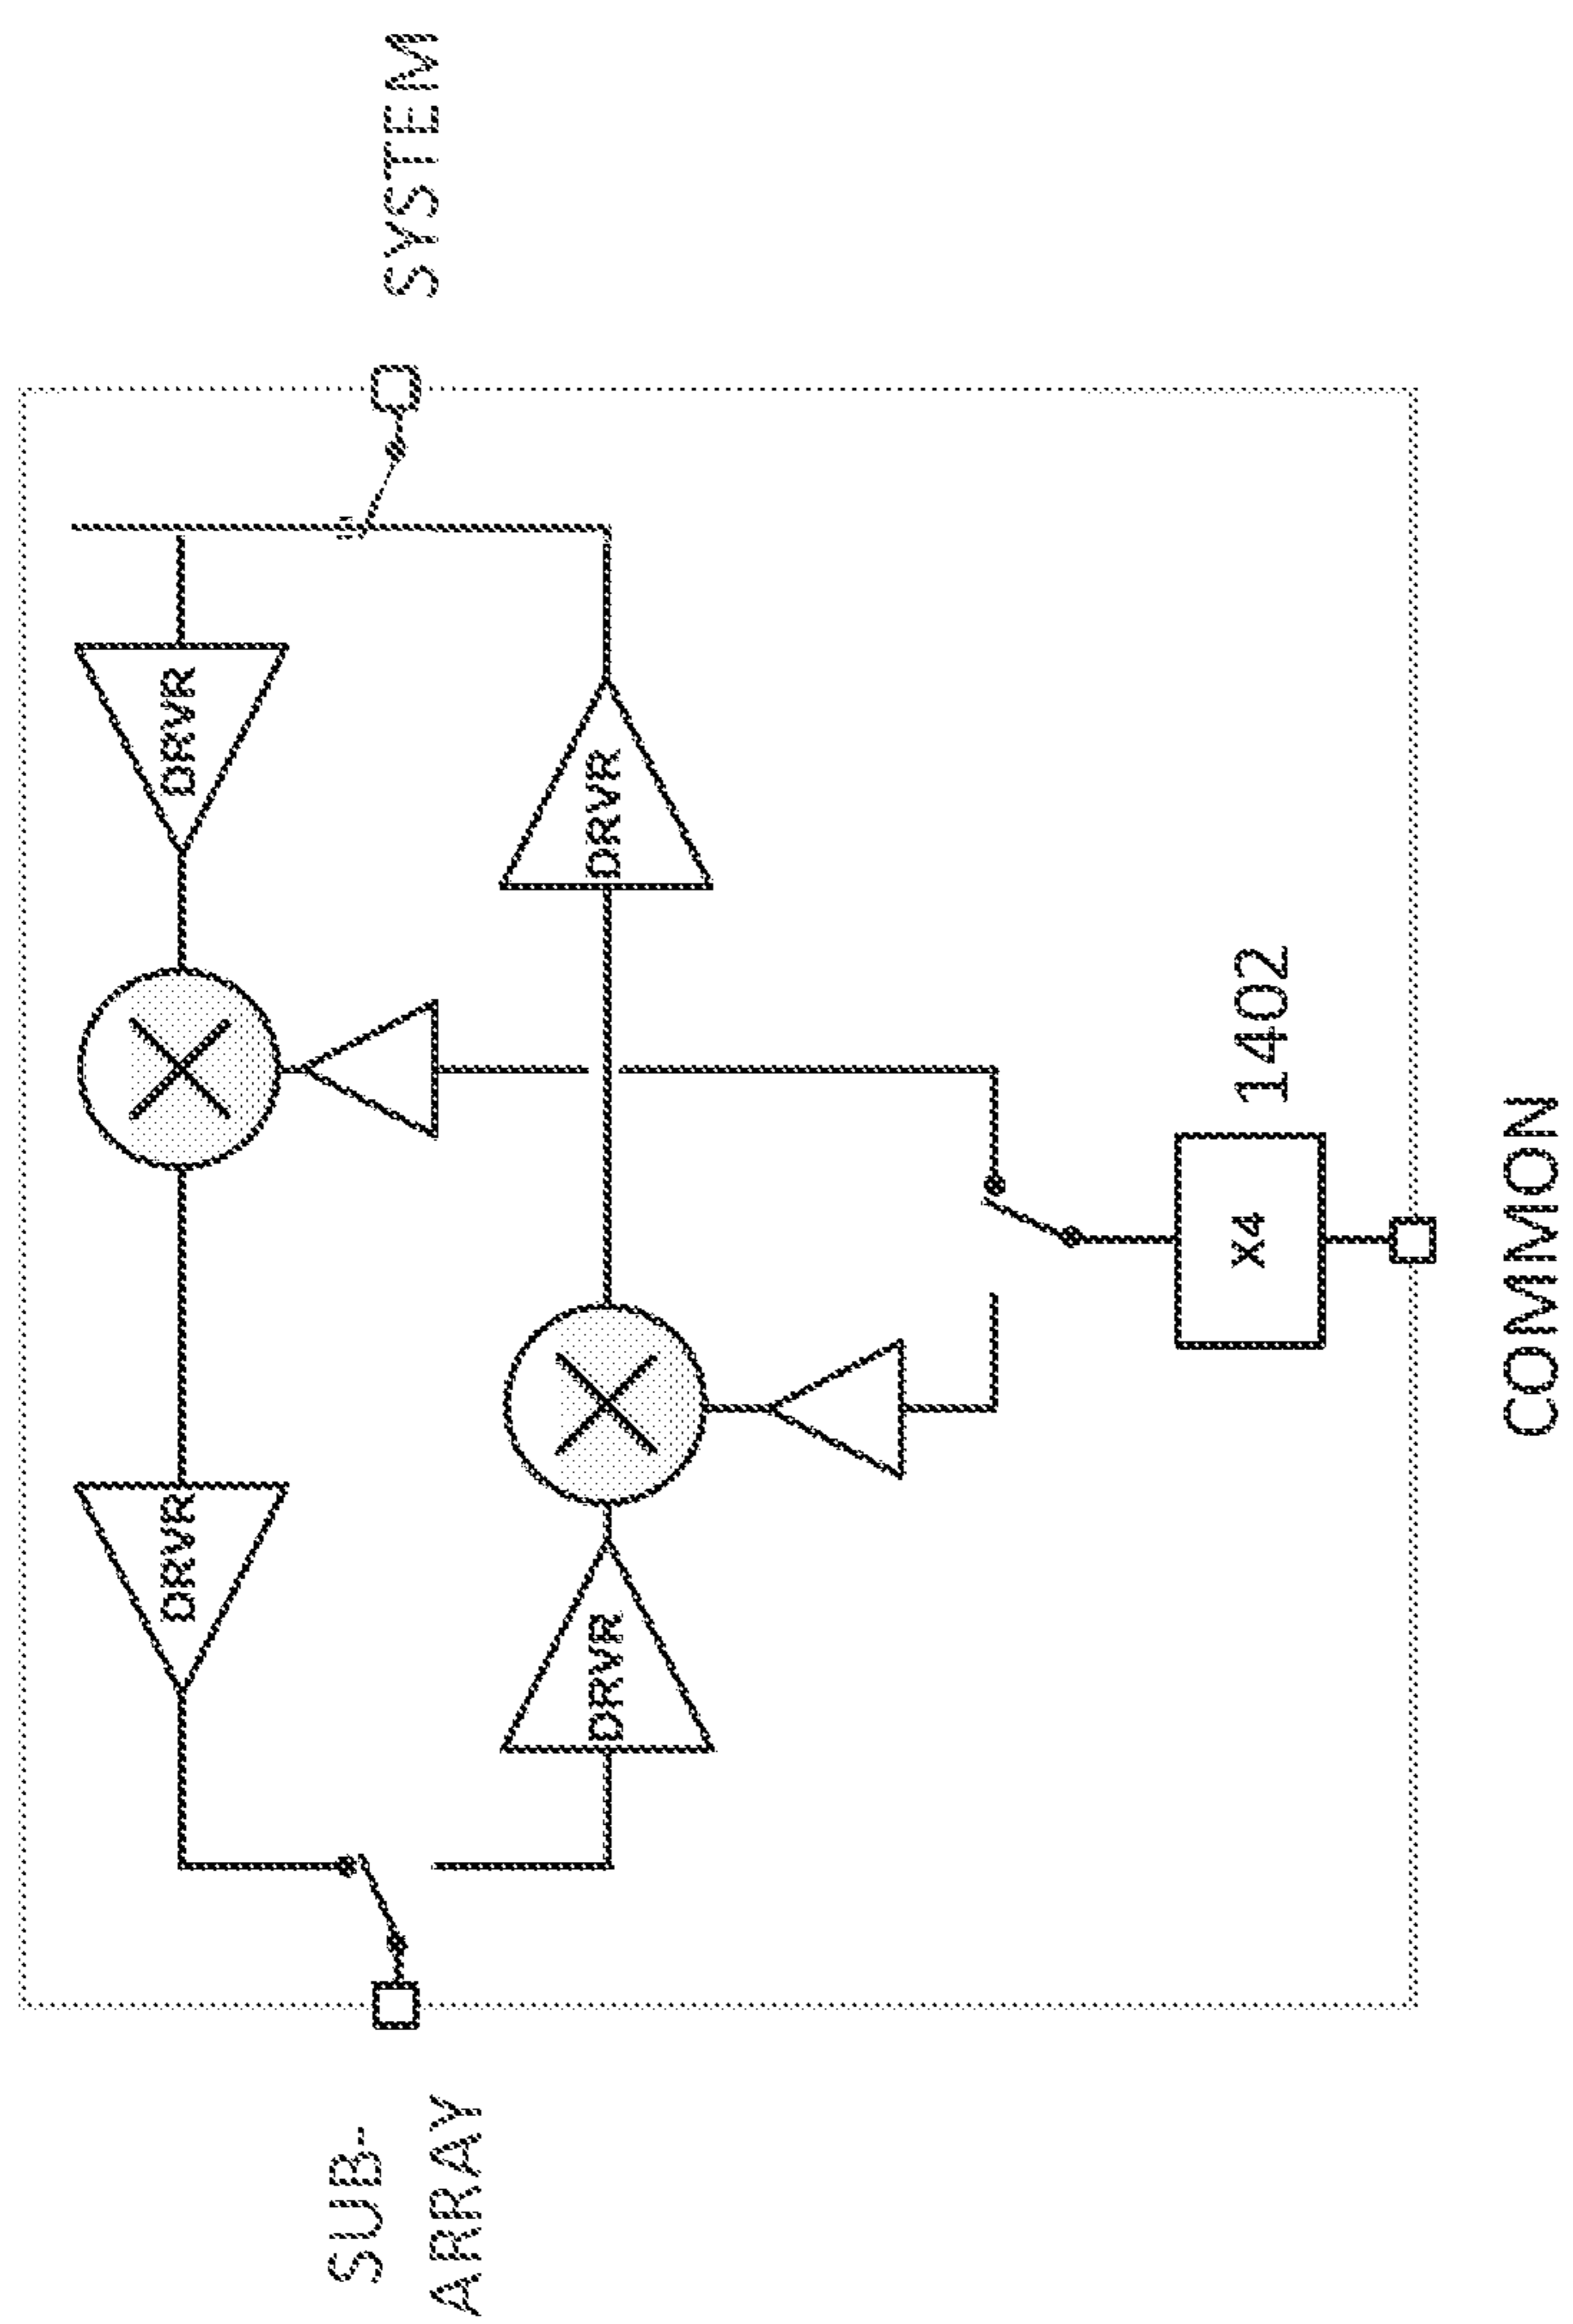 DRVR
DRVR
SUB-
ARRAY
SYSTEM
DRVR
DRVR
X4
1402
COMMON